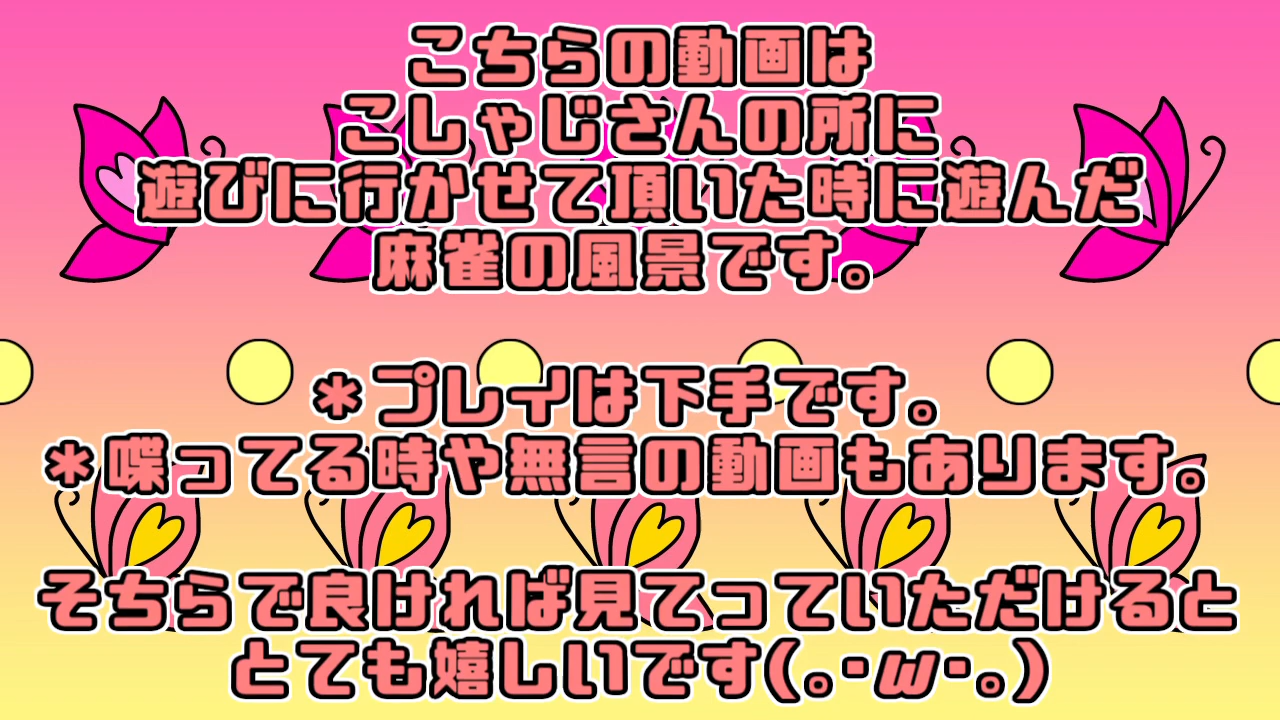 こちらの動画は
こしゃじさんの所に
遊びに行かせて頂いた時に遊んだ
麻雀の風景です。
＊プレイは下手です。
＊喋ってる時や無言の動画もあります。
そちらで良ければ見てっていただけると
とても嬉しいです(｡･ω･｡)